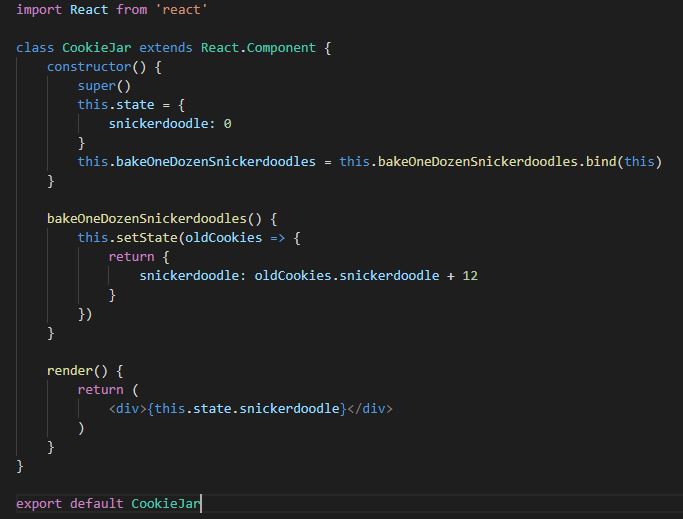 import React from 'react'
class CookieJar extends React.Component {
constructor() {
super()
this.state = {
snickerdoodle: 0
}
this.bakeOneDozenSnickerdoodles = this.bakeOneDozenSnickerdoodles.bind(this)
}
bakeOneDozenSnickerdoodles() {
this.setState(oldCookies => {
return {
snickerdoodle: oldCookies.snickerdoodle + 12
}
})
}
render() {
return (
<div>{this.state.snickerdoodle}</div>
)
}
}
export default CookieJar